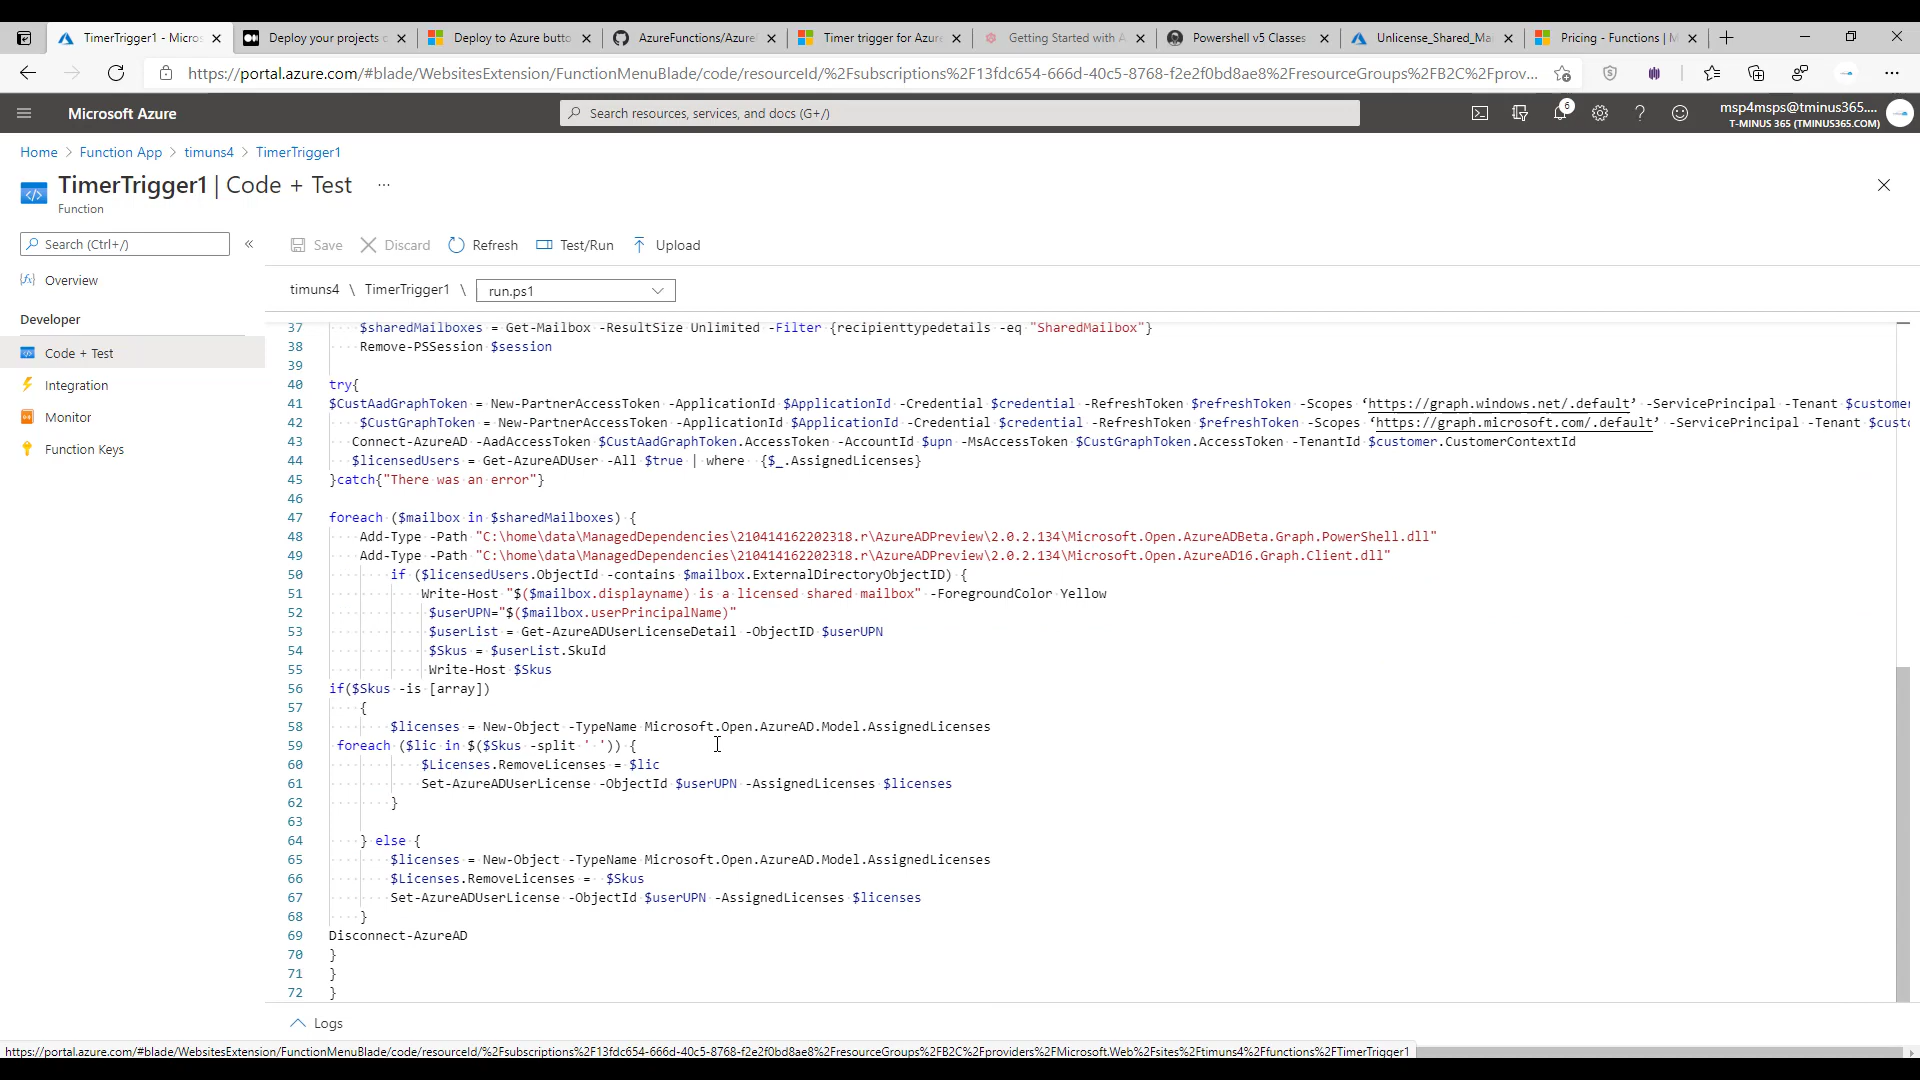 TimerTrigger1 - Micros
Deploy your projects c
Deploy to Azure butto
AzureFunctions/Azure
Timer trigger for Azur
Getting Started with A
Powershell v5 Classes
Unlicense_Shared_Ma
Pricing - Functions | M
https://portal.azure.com/#blade/WebsitesExtension/FunctionMenuBlade/code/resourceId/%2Fsubscriptions%2F13fdc654-666d-40c5-8768-f2e2f0bd8ae8%2FresourceGroups%2FB2C%2Fprov...
Microsoft Azure
Search resources, services, and docs (G+/)
6
msp4msps@tminus365....
T-MINUS 365 (TMINUS365.COM)
Home > Function App > timuns4 > TimerTrigger1
TimerTrigger1 | Code + Test ...
Function
Search (Ctrl+/) «
Save Discard Refresh Test/Run Upload
Overview
Developer
Code + Test
Integration
Monitor
Function Keys
timuns4 \ TimerTrigger1 \ run.ps1
37 $sharedMailboxes = Get-Mailbox -ResultSize Unlimited -Filter {recipienttypedetails -eq "SharedMailbox"}
38 Remove-PSSession $session
39
40 try{
41 $CustAadGraphToken = New-PartnerAccessToken -ApplicationId $ApplicationId -Credential $credential -RefreshToken $refreshToken -Scopes ‘https://graph.windows.net/.default’ -ServicePrincipal -Tenant $customer
42 $CustGraphToken = New-PartnerAccessToken -ApplicationId $ApplicationId -Credential $credential -RefreshToken $refreshToken -Scopes ‘https://graph.microsoft.com/.default’ -ServicePrincipal -Tenant $custo
43 Connect-AzureAD -AadAccessToken $CustAadGraphToken.AccessToken -AccountId $upn -MsAccessToken $CustGraphToken.AccessToken -TenantId $customer.CustomerContextId
44 $licensedUsers = Get-AzureADUser -All $true | where {$_.AssignedLicenses}
45 }catch{"There was an error"}
46
47 foreach ($mailbox in $sharedMailboxes) {
48 Add-Type -Path "C:\home\data\ManagedDependencies\210414162202318.r\AzureADPreview\2.0.2.134\Microsoft.Open.AzureADBeta.Graph.PowerShell.dll"
49 Add-Type -Path "C:\home\data\ManagedDependencies\210414162202318.r\AzureADPreview\2.0.2.134\Microsoft.Open.AzureAD16.Graph.Client.dll"
50 if ($licensedUsers.ObjectId -contains $mailbox.ExternalDirectoryObjectID) {
51 Write-Host "$($mailbox.displayname) is a licensed shared mailbox" -ForegroundColor Yellow
52 $userUPN="$($mailbox.userPrincipalName)"
53 $userList = Get-AzureADUserLicenseDetail -ObjectID $userUPN
54 $Skus = $userList.SkuId
55 Write-Host $Skus
56 if($Skus -is [array])
57 {
58 $licenses = New-Object -TypeName Microsoft.Open.AzureAD.Model.AssignedLicenses
59 foreach ($lic in $($Skus -split ' ')) {
60 $Licenses.RemoveLicenses = $lic
61 Set-AzureADUserLicense -ObjectId $userUPN -AssignedLicenses $licenses
62 }
63
64 } else {
65 $licenses = New-Object -TypeName Microsoft.Open.AzureAD.Model.AssignedLicenses
66 $Licenses.RemoveLicenses = $Skus
67 Set-AzureADUserLicense -ObjectId $userUPN -AssignedLicenses $licenses
68 }
69 Disconnect-AzureAD
70 }
71 }
72 }
Logs
https://portal.azure.com/#blade/WebsitesExtension/FunctionMenuBlade/code/resourceId/%2Fsubscriptions%2F13fdc654-666d-40c5-8768-f2e2f0bd8ae8%2FresourceGroups%2FB2C%2Fproviders%2FMicrosoft.Web%2Fsites%2Ftimuns4%2Ffunctions%2FTimerTrigger1